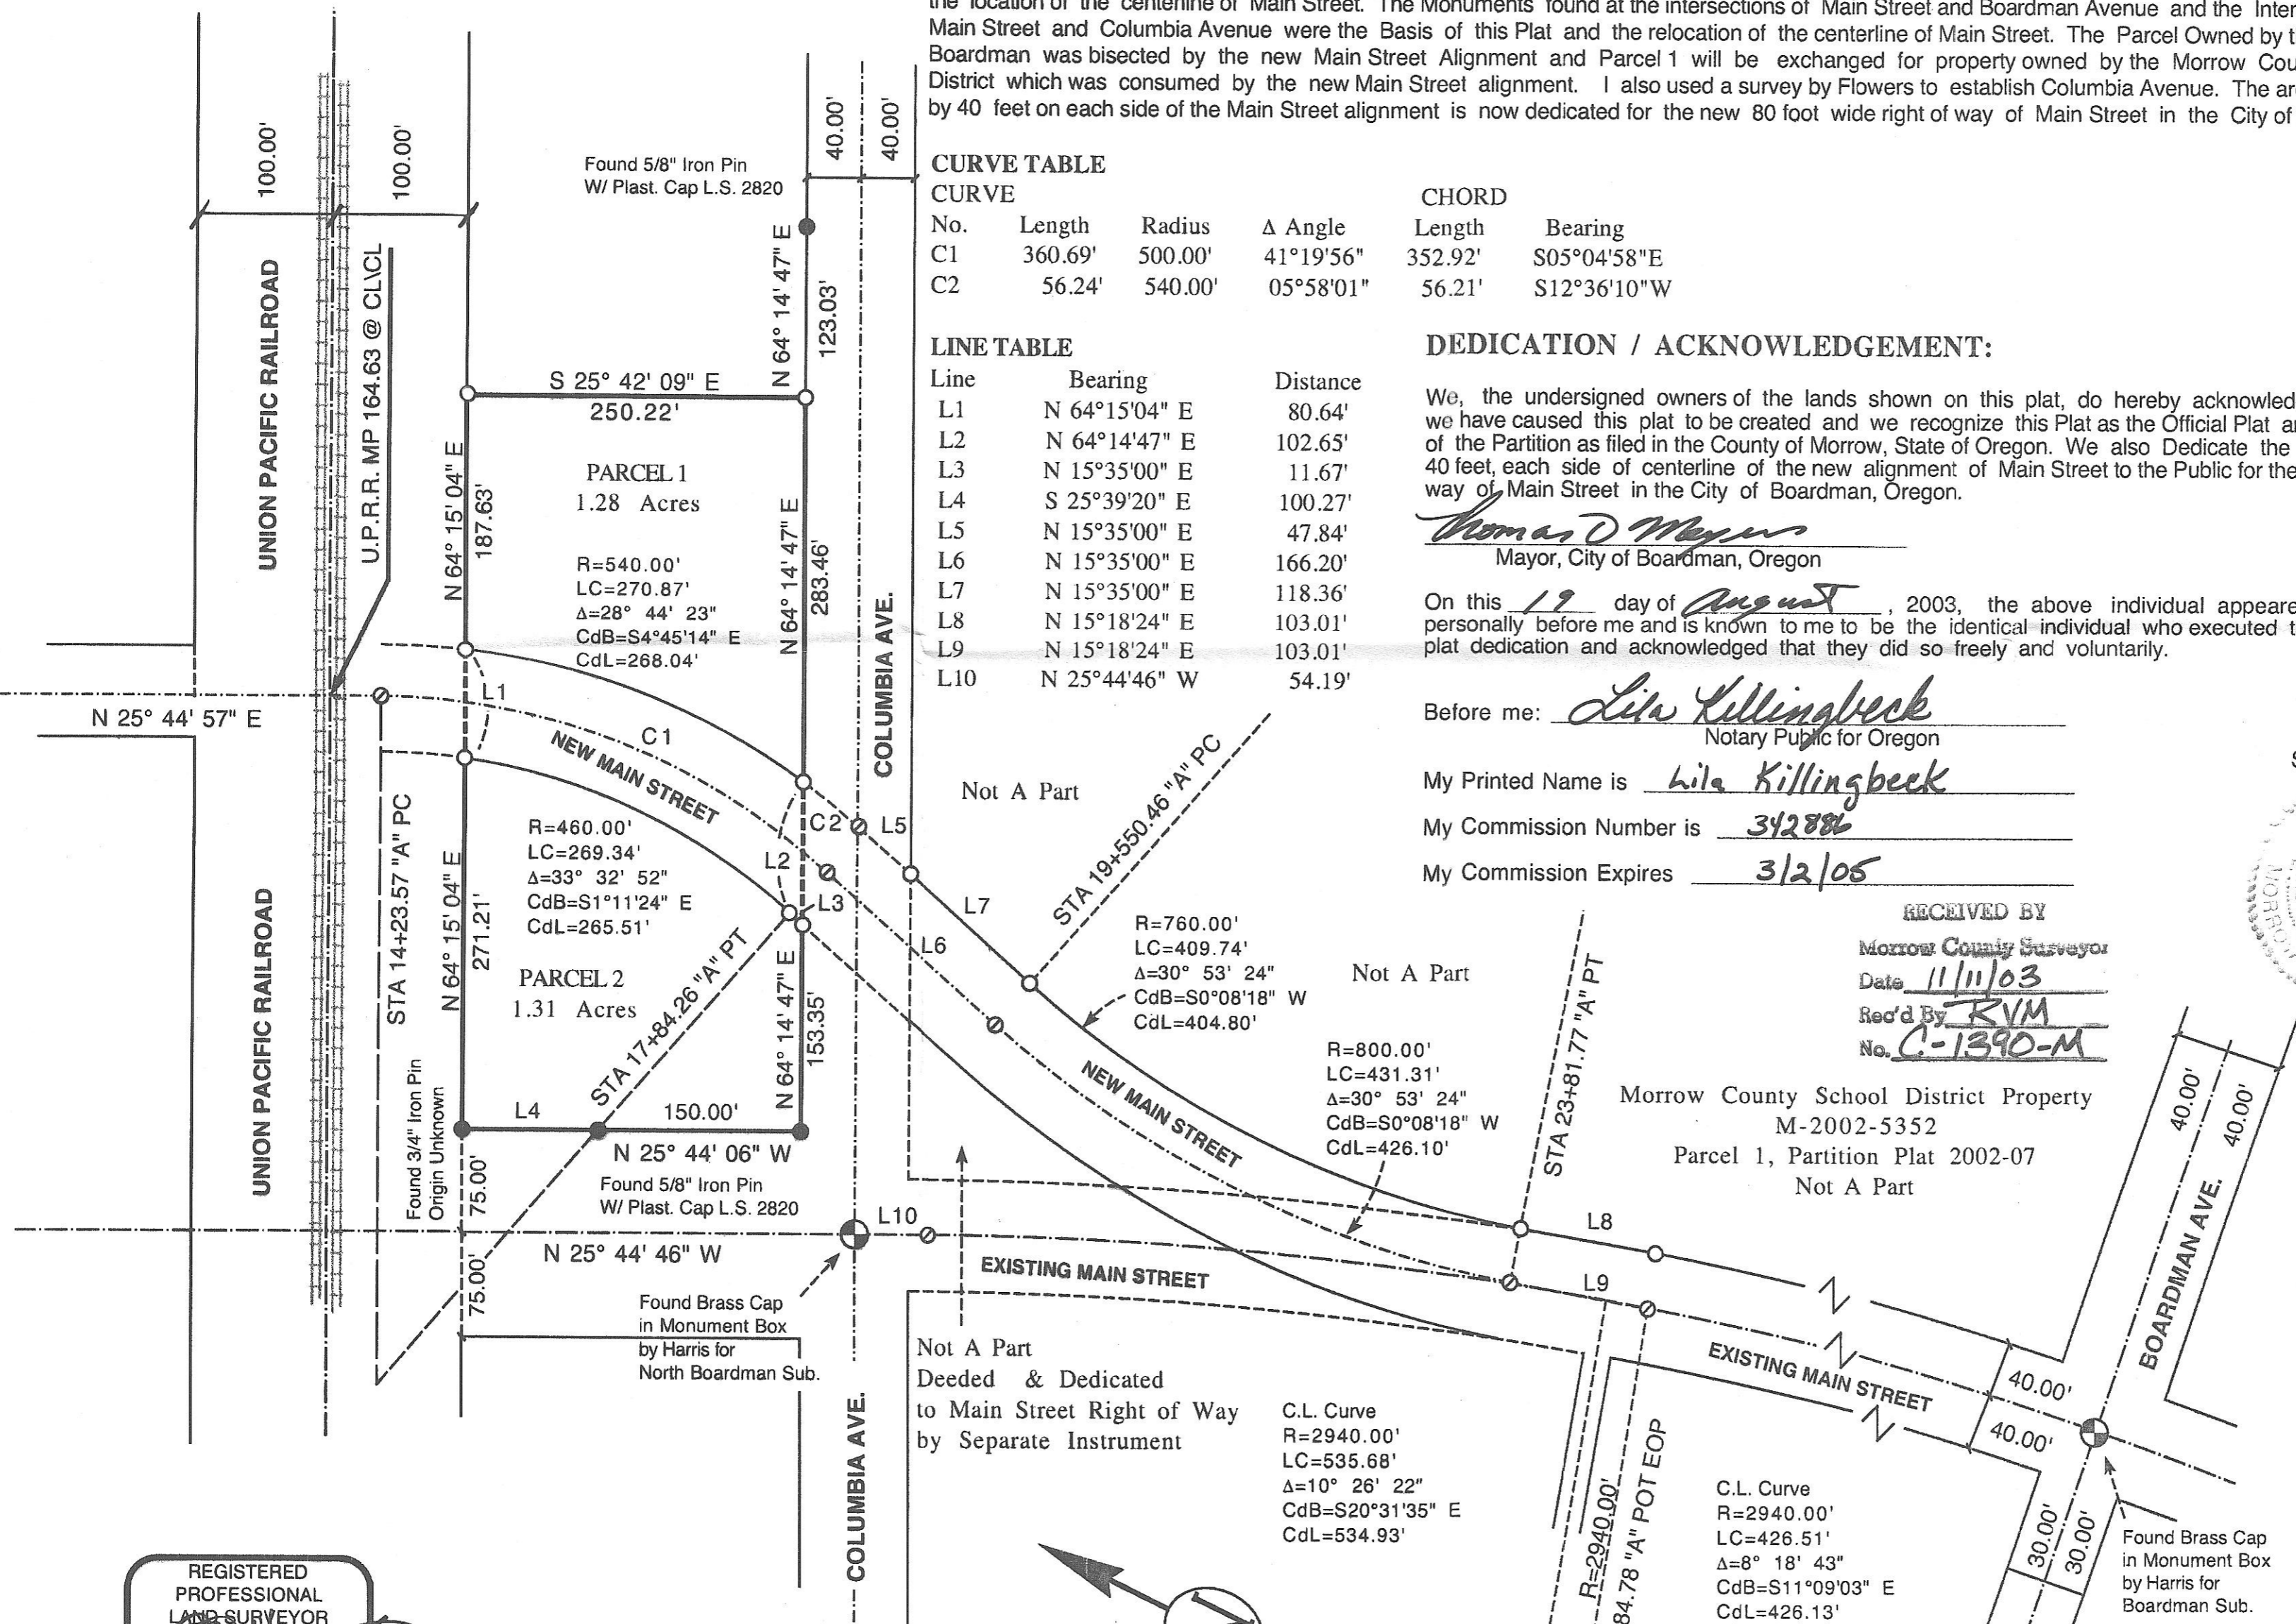 the location of the centerline of Main Street. The Monuments found at the intersections of Main Street and Boardman Avenue and the Inter
Main Street and Columbia Avenue were the Basis of this Plat and the relocation of the centerline of Main Street. The Parcel Owned by t
Boardman was bisected by the new Main Street Alignment and Parcel 1 will be exchanged for property owned by the Morrow Cou
District which was consumed by the new Main Street alignment. I also used a survey by Flowers to establish Columbia Avenue. The ar
by 40 feet on each side of the Main Street alignment is now dedicated for the new 80 foot wide right of way of Main Street in the City of
100.00'
100.00'
40.00'
40.00'
Found 5/8" Iron Pin
W/ Plast. Cap L.S. 2820
UNION PACIFIC RAILROAD
U.P.R.R. MP 164.63 @ CL\CL
N 64° 14' 47" E
123.03'
S 25° 42' 09" E
250.22'
N 64° 15' 04" E
187.63'
PARCEL 1
1.28 Acres
N 64° 14' 47" E
283.46'
R=540.00'
LC=270.87'
Δ=28° 44' 23"
CdB=S4°45'14" E
CdL=268.04'
COLUMBIA AVE.
CURVE TABLE
CURVE CHORD
No. Length Radius Δ Angle Length Bearing
C1 360.69' 500.00' 41°19'56" 352.92' S05°04'58"E
C2 56.24' 540.00' 05°58'01" 56.21' S12°36'10"W
LINE TABLE
Line Bearing Distance
L1 N 64°15'04" E 80.64'
L2 N 64°14'47" E 102.65'
L3 N 15°35'00" E 11.67'
L4 S 25°39'20" E 100.27'
L5 N 15°35'00" E 47.84'
L6 N 15°35'00" E 166.20'
L7 N 15°35'00" E 118.36'
L8 N 15°18'24" E 103.01'
L9 N 15°18'24" E 103.01'
L10 N 25°44'46" W 54.19'
DEDICATION / ACKNOWLEDGEMENT:
We, the undersigned owners of the lands shown on this plat, do hereby acknowled
we have caused this plat to be created and we recognize this Plat as the Official Plat a
of the Partition as filed in the County of Morrow, State of Oregon. We also Dedicate the
40 feet, each side of centerline of the new alignment of Main Street to the Public for the
way of Main Street in the City of Boardman, Oregon.
Thomas D Meyers
Mayor, City of Boardman, Oregon
On this 19 day of August, 2003, the above individual appeare
personally before me and is known to me to be the identical individual who executed t
plat dedication and acknowledged that they did so freely and voluntarily.
Before me: Lila Killingbeck
Notary Public for Oregon
My Printed Name is Lila Killingbeck
My Commission Number is 342886
My Commission Expires 3/2/05
RECEIVED BY
Morrow County Surveyor
Date 11/11/03
Rec'd By RVM
No. C-1390-M
N 25° 44' 57" E
L1
C1
NEW MAIN STREET
C2
L5
L2
L3
L7
L6
Not A Part
STA 19+550.46 "A" PC
STA 14+23.57 "A" PC
UNION PACIFIC RAILROAD
N 64° 15' 04" E
271.21'
R=460.00'
LC=269.34'
Δ=33° 32' 52"
CdB=S1°11'24" E
CdL=265.51'
PARCEL 2
1.31 Acres
STA 17+84.26 "A" PT
N 64° 14' 47" E
153.35'
L4
150.00'
N 25° 44' 06" W
Found 5/8" Iron Pin
W/ Plast. Cap L.S. 2820
Found 3/4" Iron Pin
Origin Unknown
75.00'
75.00'
N 25° 44' 46" W
L10
Found Brass Cap
in Monument Box
by Harris for
North Boardman Sub.
R=760.00'
LC=409.74'
Δ=30° 53' 24"
CdB=S0°08'18" W
CdL=404.80'
Not A Part
R=800.00'
LC=431.31'
Δ=30° 53' 24"
CdB=S0°08'18" W
CdL=426.10'
NEW MAIN STREET
STA 23+81.77 "A" PT
Morrow County School District Property
M-2002-5352
Parcel 1, Partition Plat 2002-07
Not A Part
40.00'
40.00'
BOARDMAN AVE.
L8
L9
EXISTING MAIN STREET
EXISTING MAIN STREET
40.00'
40.00'
Not A Part
Deeded & Dedicated
to Main Street Right of Way
by Separate Instrument
COLUMBIA AVE.
C.L. Curve
R=2940.00'
LC=535.68'
Δ=10° 26' 22"
CdB=S20°31'35" E
CdL=534.93'
R=2940.00'
84.78 "A" POT EOP
C.L. Curve
R=2940.00'
LC=426.51'
Δ=8° 18' 43"
CdB=S11°09'03" E
CdL=426.13'
30.00'
30.00'
Found Brass Cap
in Monument Box
by Harris for
Boardman Sub.
REGISTERED
PROFESSIONAL
LAND SURVEYOR